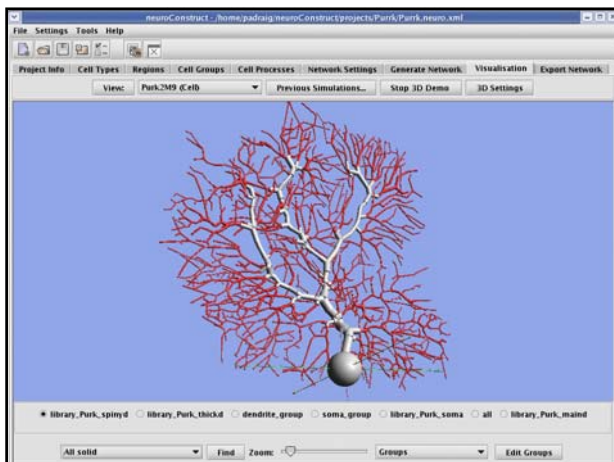 neuroConstruct - /home/padraig/neuroConstruct/projects/Purrk/Purrk.neuro.xml
File Settings Tools Help
Project Info Cell Types Regions Cell Groups Cell Processes Network Settings Generate Network Visualisation Export Network
View: Purk2M9 (Cell) Previous Simulations... Stop 3D Demo 3D Settings
library_Purk_spinyd library_Purk_thickd dendrite_group soma_group library_Purk_soma all library_Purk_maind
All solid Find Zoom: Groups Edit Groups